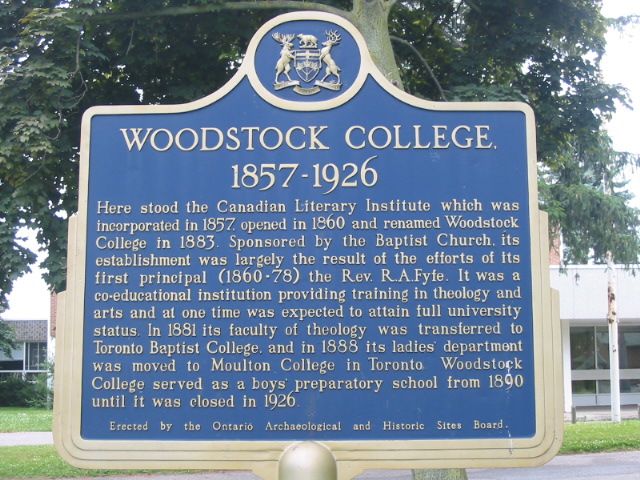 WOODSTOCK COLLEGE,
1857-1926
Here stood the Canadian Literary Institute which was
incorporated in 1857, opened in 1860 and renamed Woodstock
College in 1883. Sponsored by the Baptist Church, its
establishment was largely the result of the efforts of its
first principal (1860-78) the Rev. R.A.Fyfe. It was a
co-educational institution providing training in theology and
arts and at one time was expected to attain full university
status. In 1881 its faculty of theology was transferred to
Toronto Baptist College, and in 1888 its ladies' department
was moved to Moulton College in Toronto. Woodstock
College served as a boys' preparatory school from 1890
until it was closed in 1926.
Erected by the Ontario Archaeological and Historic Sites Board.